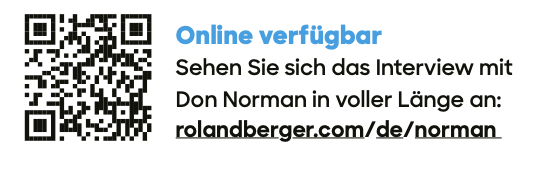 Online verfügbar
Sehen Sie sich das Interview mit
Don Norman in voller Länge an:
rolandberger.com/de/norman